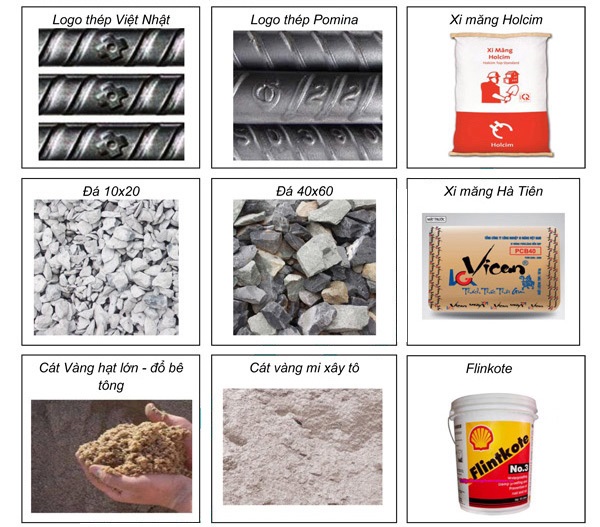 Logo thép Việt Nhật
Logo thép Pomina
Xi măng Holcim
Q 22
Xi Măng
Holcim
Holcim
Đá 10x20
Đá 40x60
Xi măng Hà Tiên
PCB40
Vicem
Cát Vàng hạt lớn - đổ bê
tông
Cát vàng mi xây tô
Flinkote
Flintkote
No.3